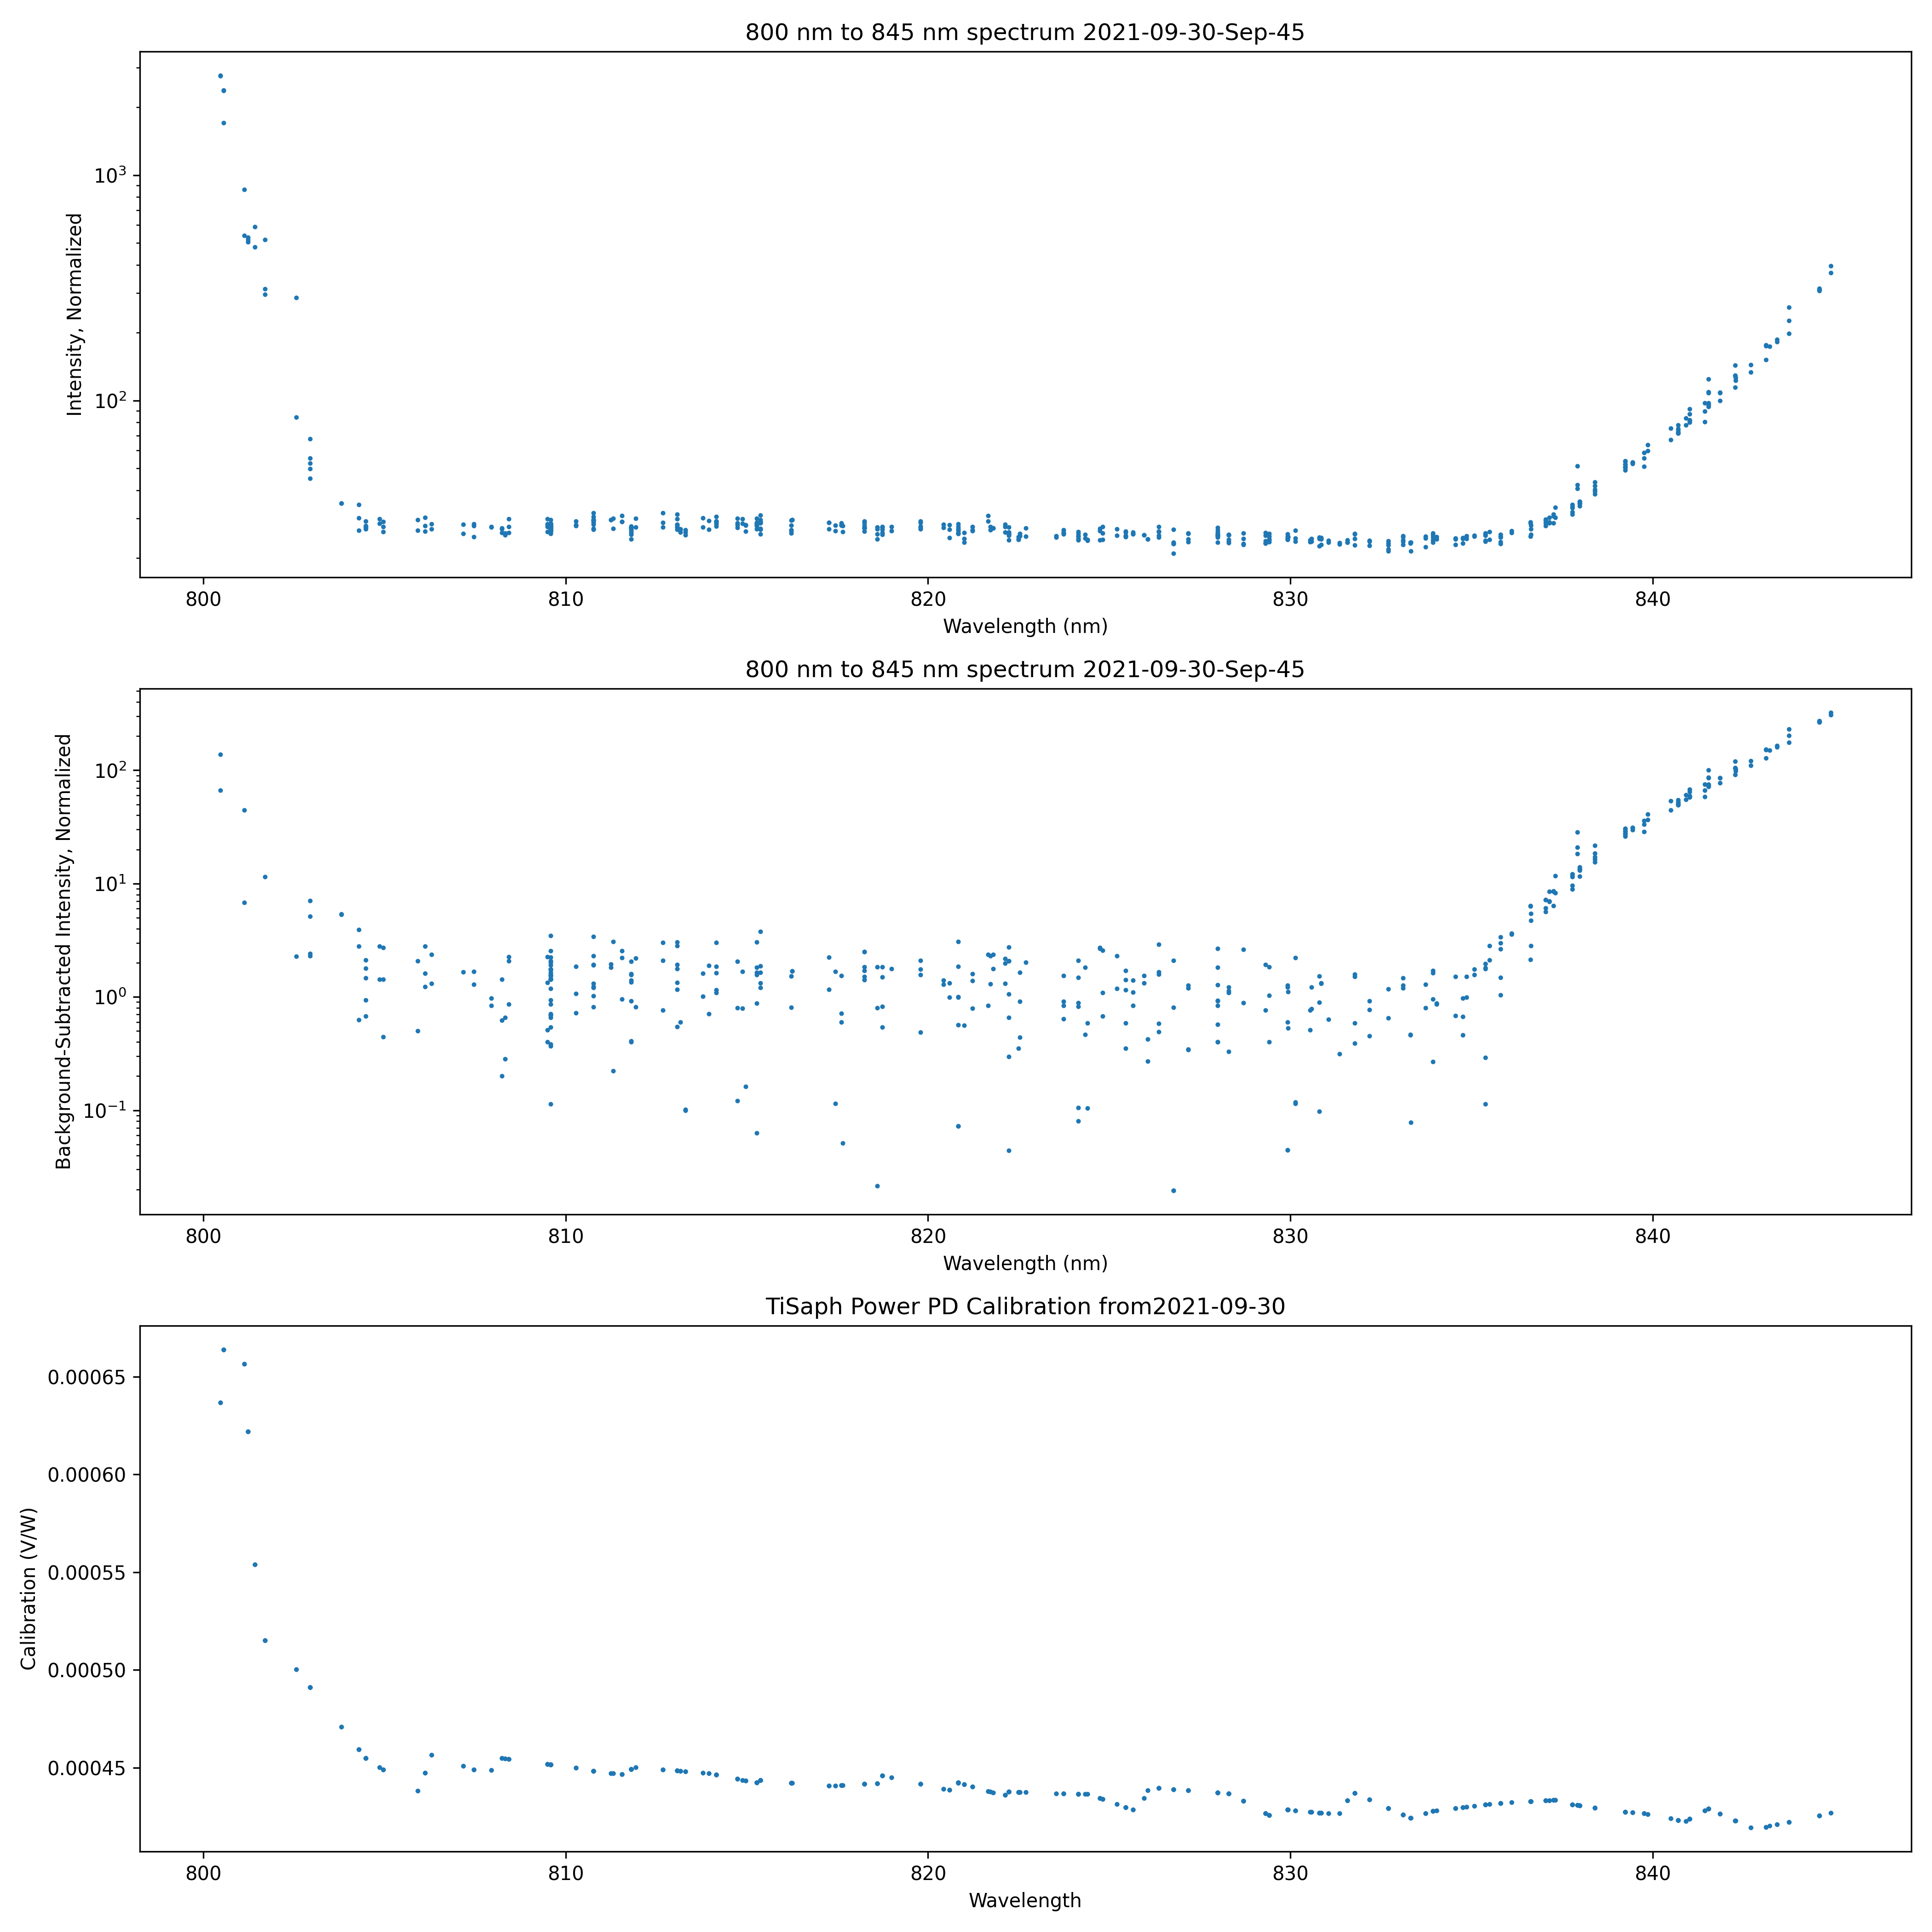 800 nm to 845 nm spectrum 2021-09-30-Sep-45
Intensity, Normalized
10³
10²
800 810 820 830 840
Wavelength (nm)
800 nm to 845 nm spectrum 2021-09-30-Sep-45
Background-Subtracted Intensity, Normalized
10²
10¹
10⁰
10⁻¹
800 810 820 830 840
Wavelength (nm)
TiSaph Power PD Calibration from2021-09-30
Calibration (V/W)
0.00065
0.00060
0.00055
0.00050
0.00045
800 810 820 830 840
Wavelength